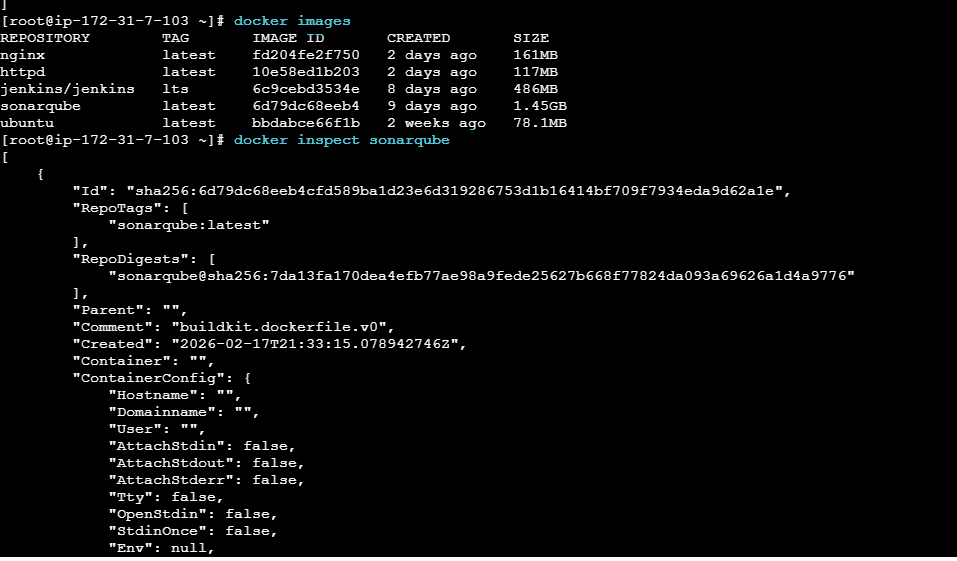 ]
[root@ip-172-31-7-103 ~]# docker images
REPOSITORY        TAG       IMAGE ID       CREATED       SIZE
nginx             latest    fd204fe2f750   2 days ago    161MB
httpd             latest    10e58ed1b203   2 days ago    117MB
jenkins/jenkins   lts       6c9cebd3534e   8 days ago    486MB
sonarqube         latest    6d79dc68eeb4   9 days ago    1.45GB
ubuntu            latest    bbdabce66f1b   2 weeks ago   78.1MB
[root@ip-172-31-7-103 ~]# docker inspect sonarqube
[
    {
        "Id": "sha256:6d79dc68eeb4cfd589ba1d23e6d319286753d1b16414bf709f7934eda9d62a1e",
        "RepoTags": [
            "sonarqube:latest"
        ],
        "RepoDigests": [
            "sonarqube@sha256:7da13fa170dea4efb77ae98a9fede25627b668f77824da093a69626a1d4a9776"
        ],
        "Parent": "",
        "Comment": "buildkit.dockerfile.v0",
        "Created": "2026-02-17T21:33:15.078942746Z",
        "Container": "",
        "ContainerConfig": {
            "Hostname": "",
            "Domainname": "",
            "User": "",
            "AttachStdin": false,
            "AttachStdout": false,
            "AttachStderr": false,
            "Tty": false,
            "OpenStdin": false,
            "StdinOnce": false,
            "Env": null,